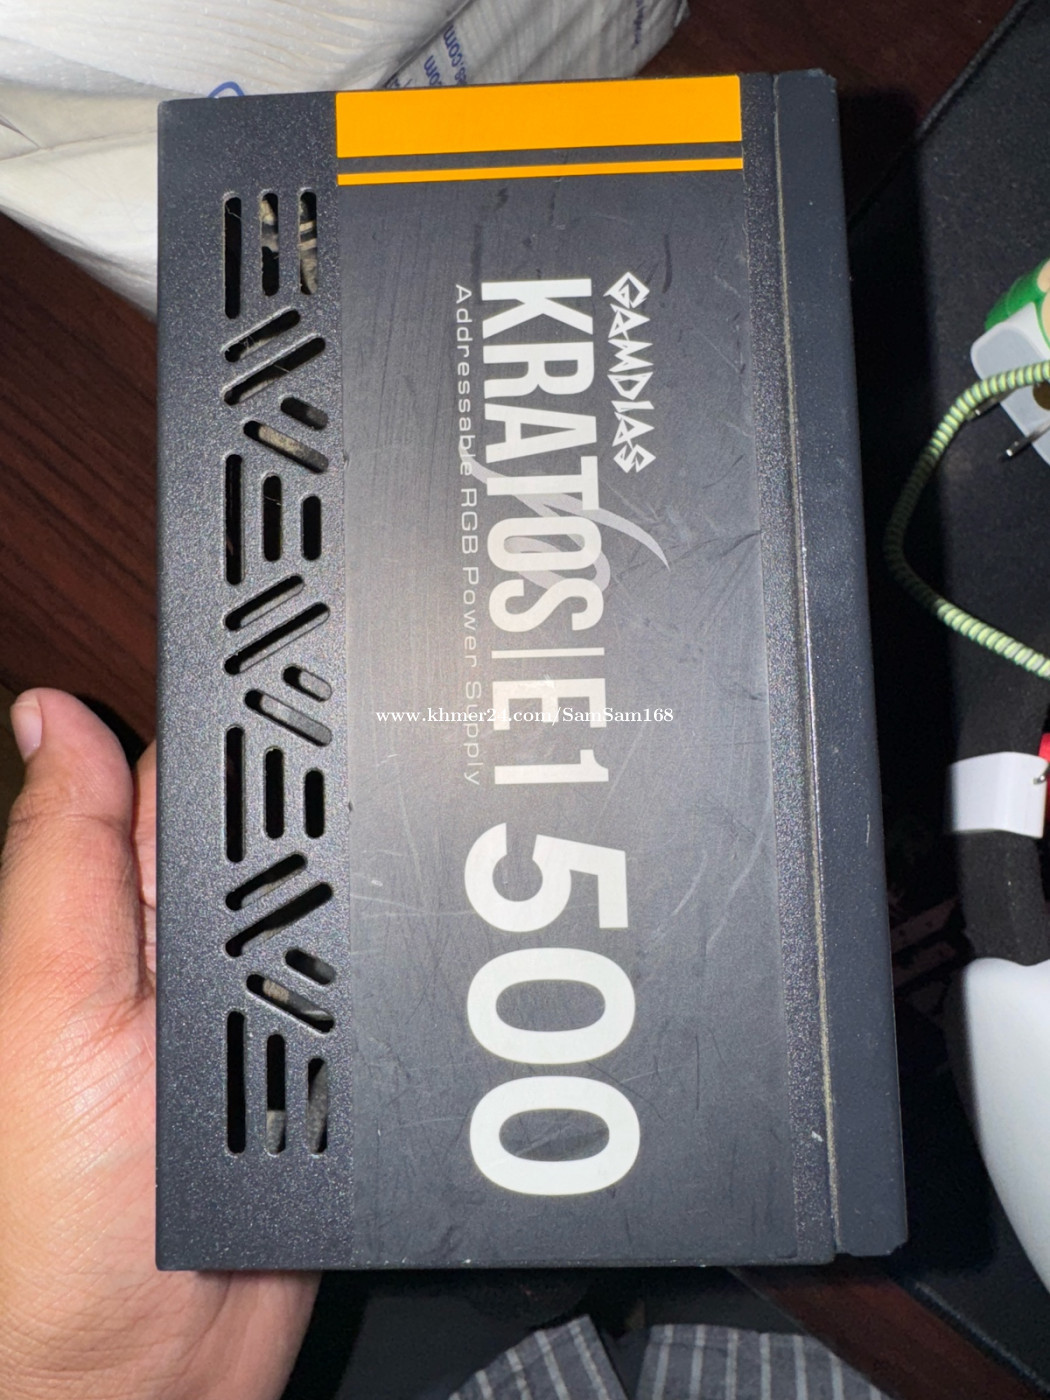 GAMDIAS
KRATOS E1 500
Addressable RGB Power Supply
www.khmer24.com/SamSam168